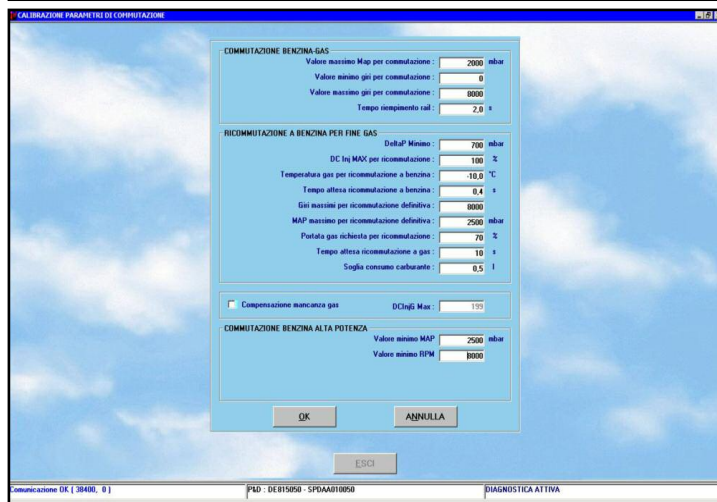 CALIBRAZIONE PARAMETRI DI COMMUTAZIONE
COMMUTAZIONE BENZINA-GAS
Valore massimo Map per commutazione : 2000 mbar
Valore minimo giri per commutazione : 0
Valore massimo giri per commutazione : 8000
Tempo riempimento rail : 2,0 s
RICOMMUTAZIONE A BENZINA PER FINE GAS
DeltaP Minimo : 700 mbar
DC Inj MAX per ricommutazione : 100 %
Temperatura gas per ricommutazione a benzina : -10,0 °C
Tempo attesa ricommutazione a benzina : 0,4 s
Giri massimi per ricommutazione definitiva : 8000
MAP massimo per ricommutazione definitiva : 2500 mbar
Portata gas richiesta per ricommutazione : 70 %
Tempo attesa ricommutazione a gas : 10 s
Soglia consumo carburante : 0,5 l
Compensazione mancanza gas DCInjG Max : 199
COMMUTAZIONE BENZINA ALTA POTENZA
Valore minimo MAP 2500 mbar
Valore minimo RPM 8000
OK ANNULLA
ESCI
Comunicazione OK ( 38400, 0 ) P&D : DE815050 - SPDAA010050 DIAGNOSTICA ATTIVA